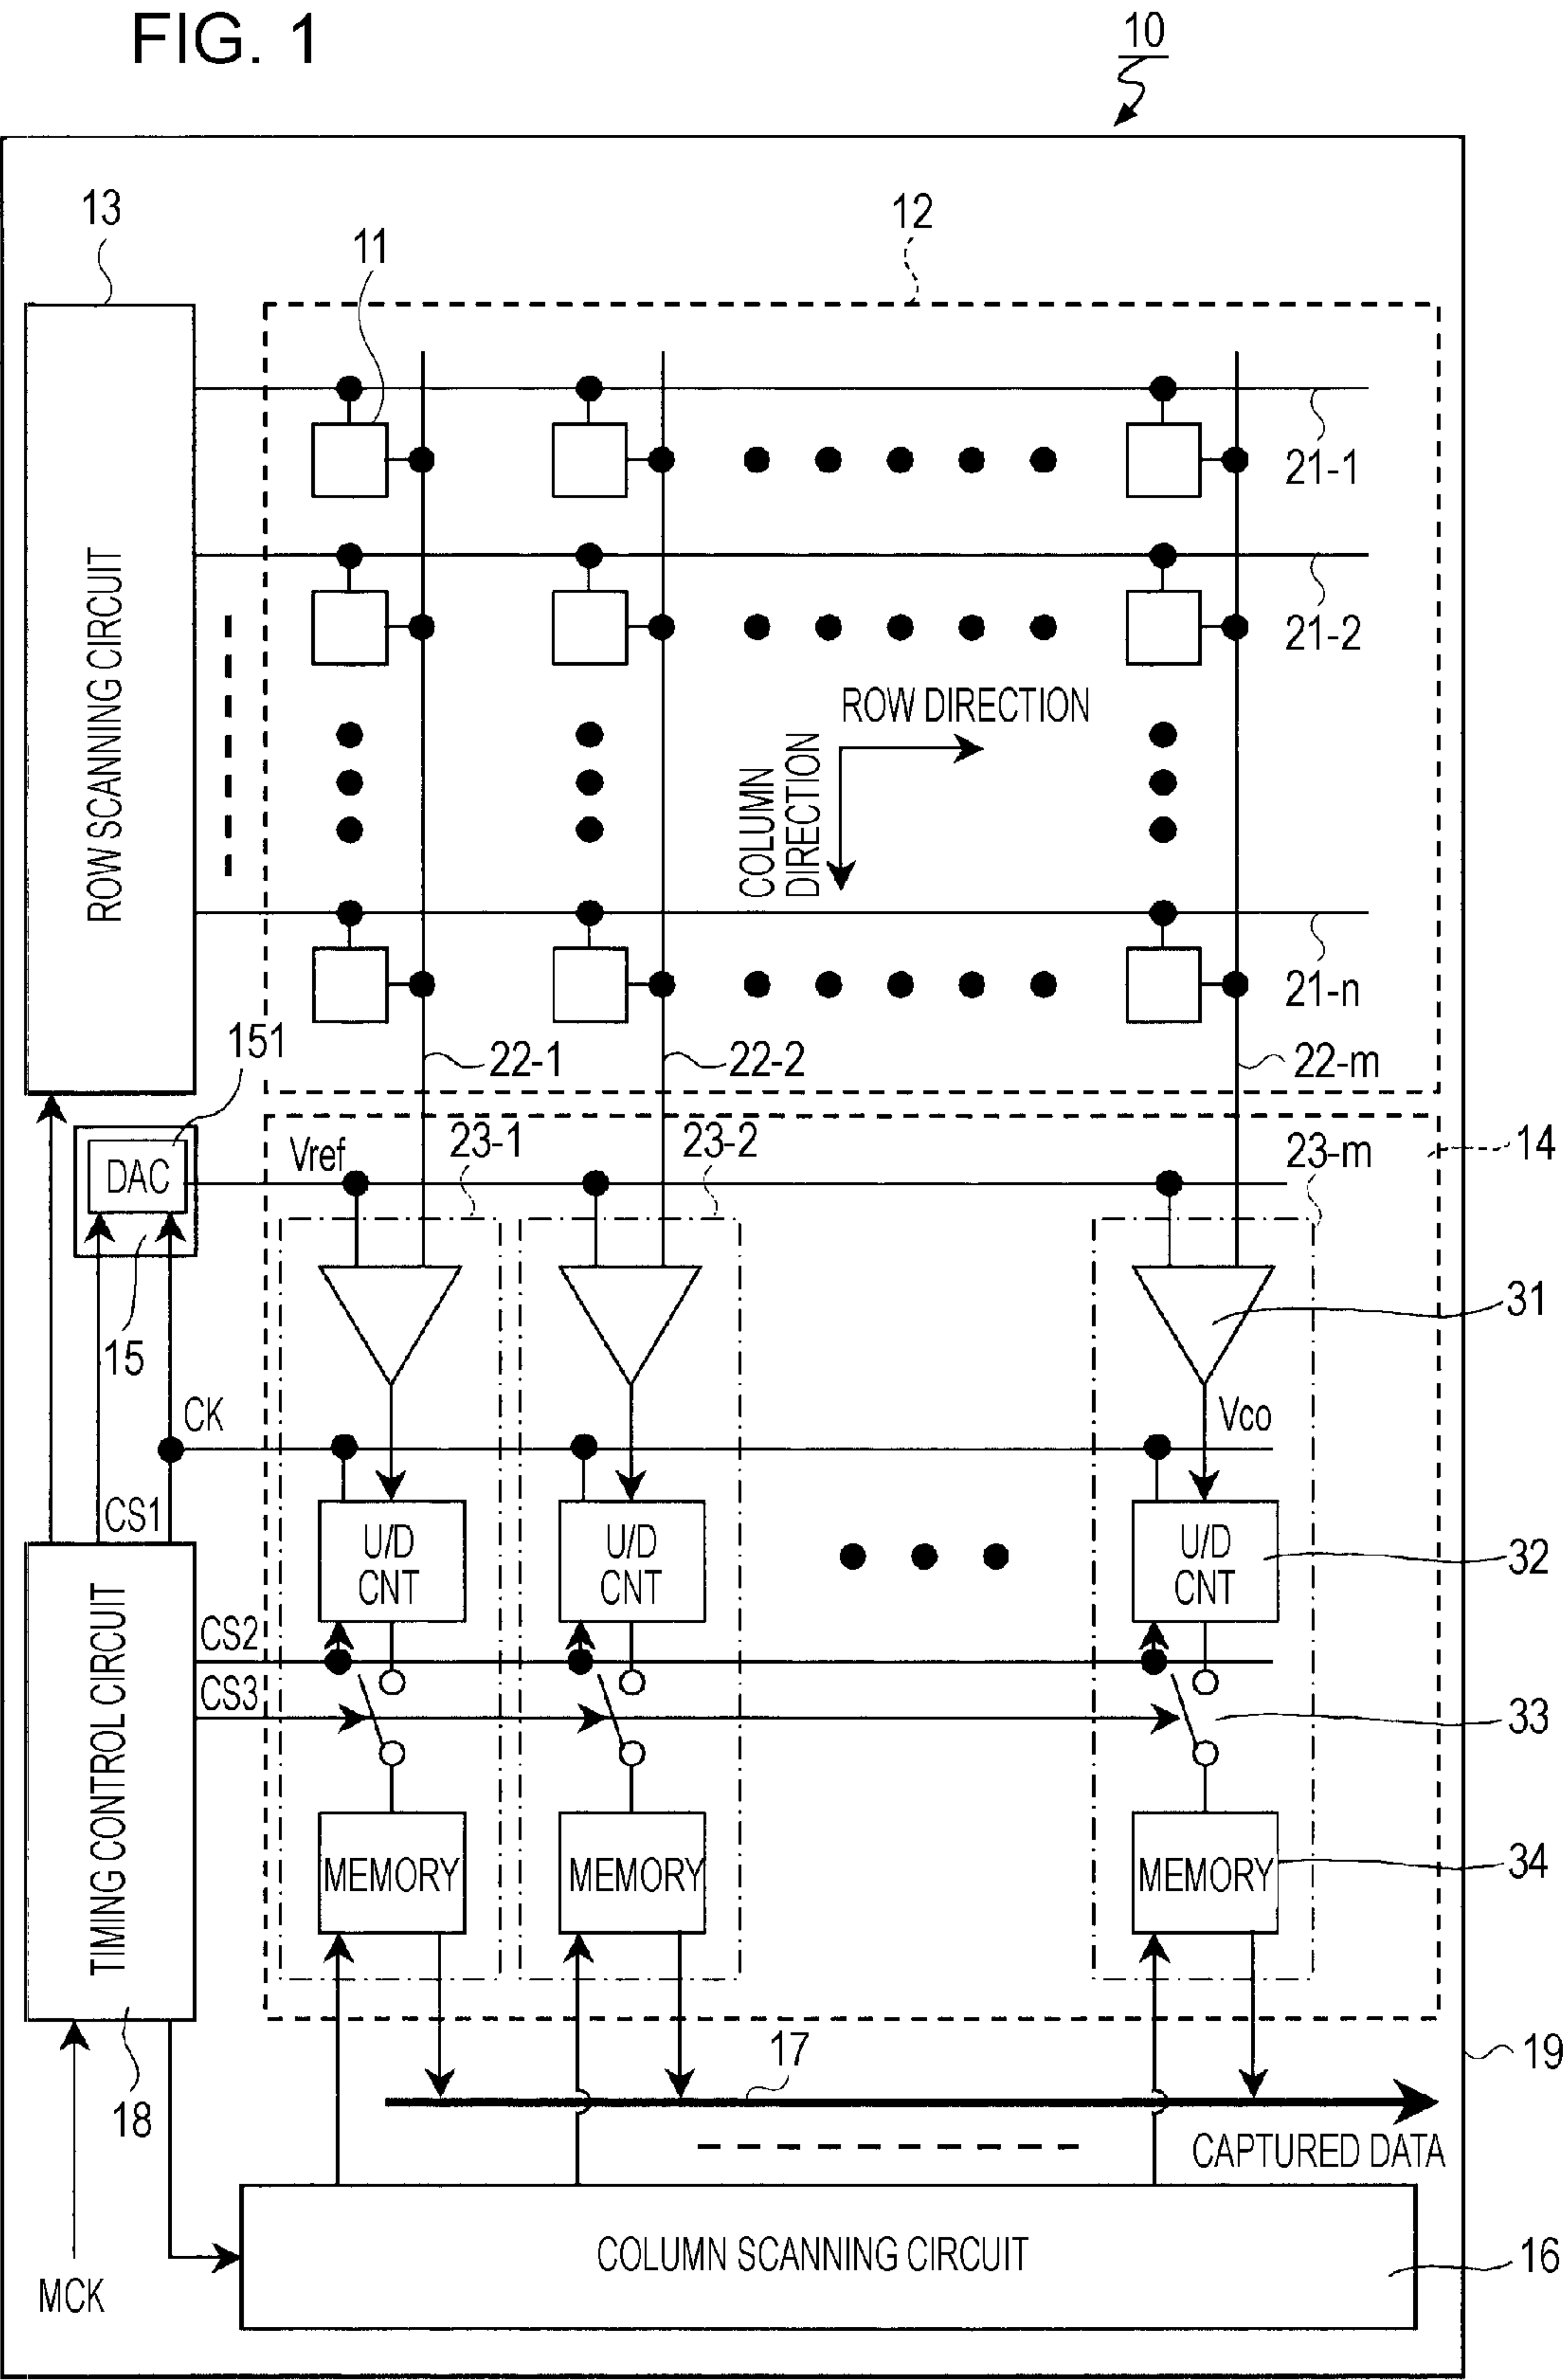 FIG. 1
10
13
11
12
21-1
21-2
ROW SCANNING CIRCUIT
ROW DIRECTION
COLUMN
DIRECTION
21-n
151
22-1
22-2
22-m
DAC
Vref
23-1
23-2
23-m
14
15
31
CK
Vco
CS1
U/D
CNT
U/D
CNT
U/D
CNT
32
CS2
CS3
33
TIMING CONTROL CIRCUIT
MEMORY
MEMORY
MEMORY
34
18
17
19
CAPTURED DATA
COLUMN SCANNING CIRCUIT
16
MCK